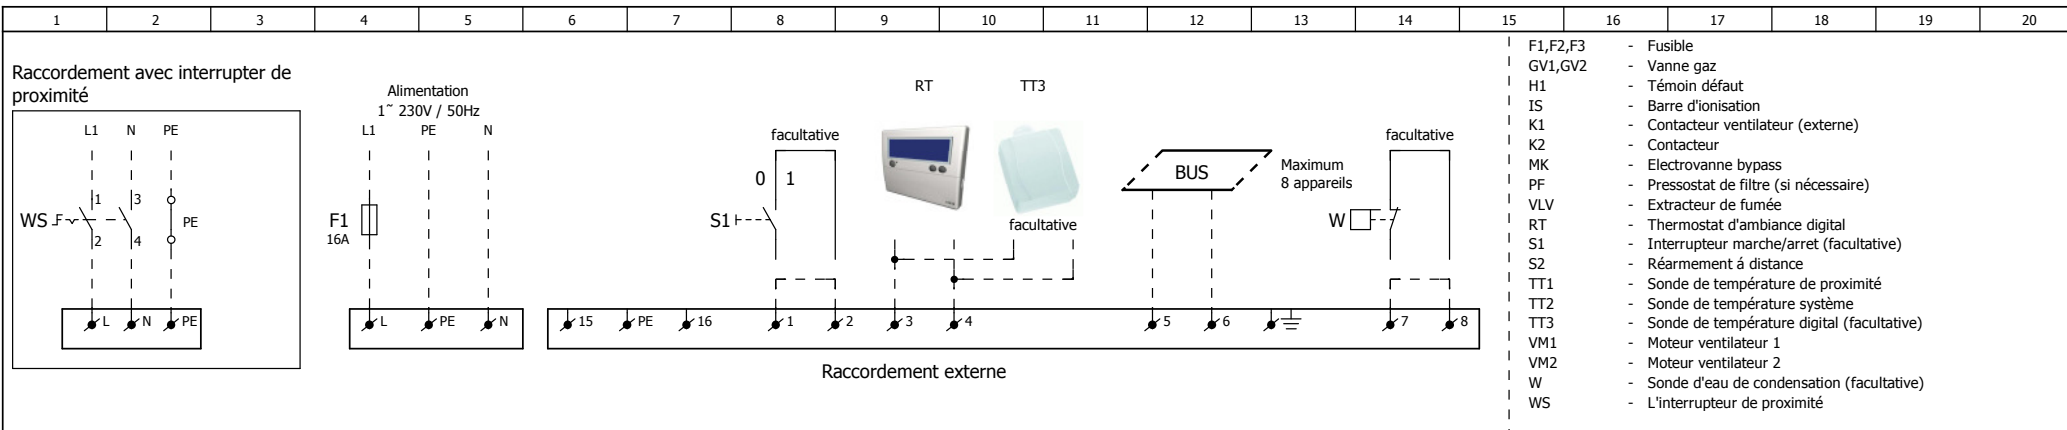 1 2 3 4 5 6 7 8 9 10 11 12 13 14 15 16 17 18 19 20
Raccordement avec interrupter de
proximité
L1 N PE
1 3
WS PE
2 4
L N PE
Alimentation
1~ 230V / 50Hz
L1 PE N
F1
16A
L PE N
facultative
0 1
S1
RT TT3
facultative
BUS
Maximum
8 appareils
facultative
W
15 PE 16 1 2 3 4 5 6 7 8
Raccordement externe
F1,F2,F3 - Fusible
GV1,GV2 - Vanne gaz
H1 - Témoin défaut
IS - Barre d'ionisation
K1 - Contacteur ventilateur (externe)
K2 - Contacteur
MK - Electrovanne bypass
PF - Pressostat de filtre (si nécessaire)
VLV - Extracteur de fumée
RT - Thermostat d'ambiance digital
S1 - Interrupteur marche/arret (facultative)
S2 - Réarmement á distance
TT1 - Sonde de température de proximité
TT2 - Sonde de température système
TT3 - Sonde de température digital (facultative)
VM1 - Moteur ventilateur 1
VM2 - Moteur ventilateur 2
W - Sonde d'eau de condensation (facultative)
WS - L'interrupteur de proximité